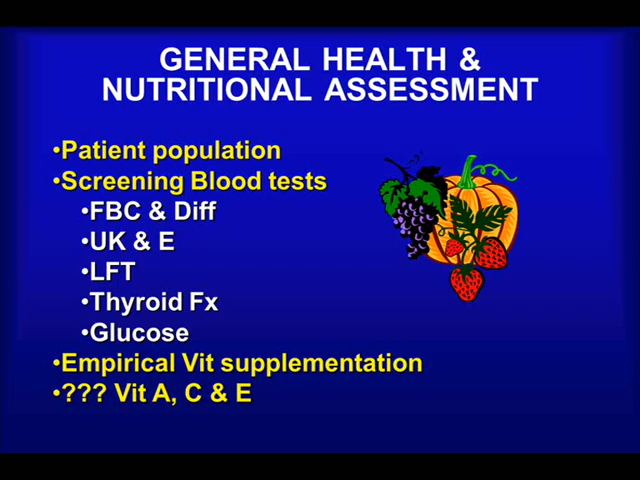 GENERAL HEALTH &
NUTRITIONAL ASSESSMENT
•Patient population
•Screening Blood tests
•FBC & Diff
•UK & E
•LFT
•Thyroid Fx
•Glucose
•Empirical Vit supplementation
•??? Vit A, C & E